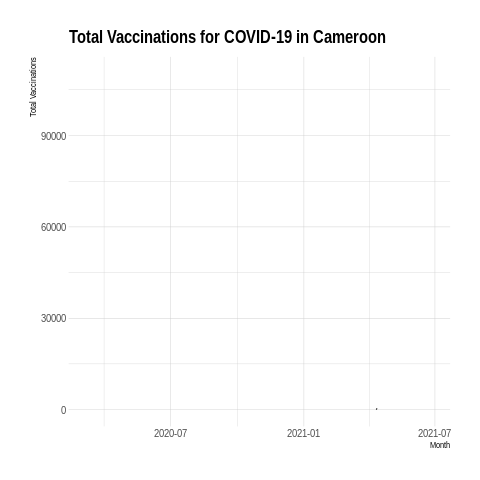 Total Vaccinations for COVID-19 in Cameroon
Total Vaccinations
90000
60000
30000
0
2020-07
2021-01
2021-07
Month